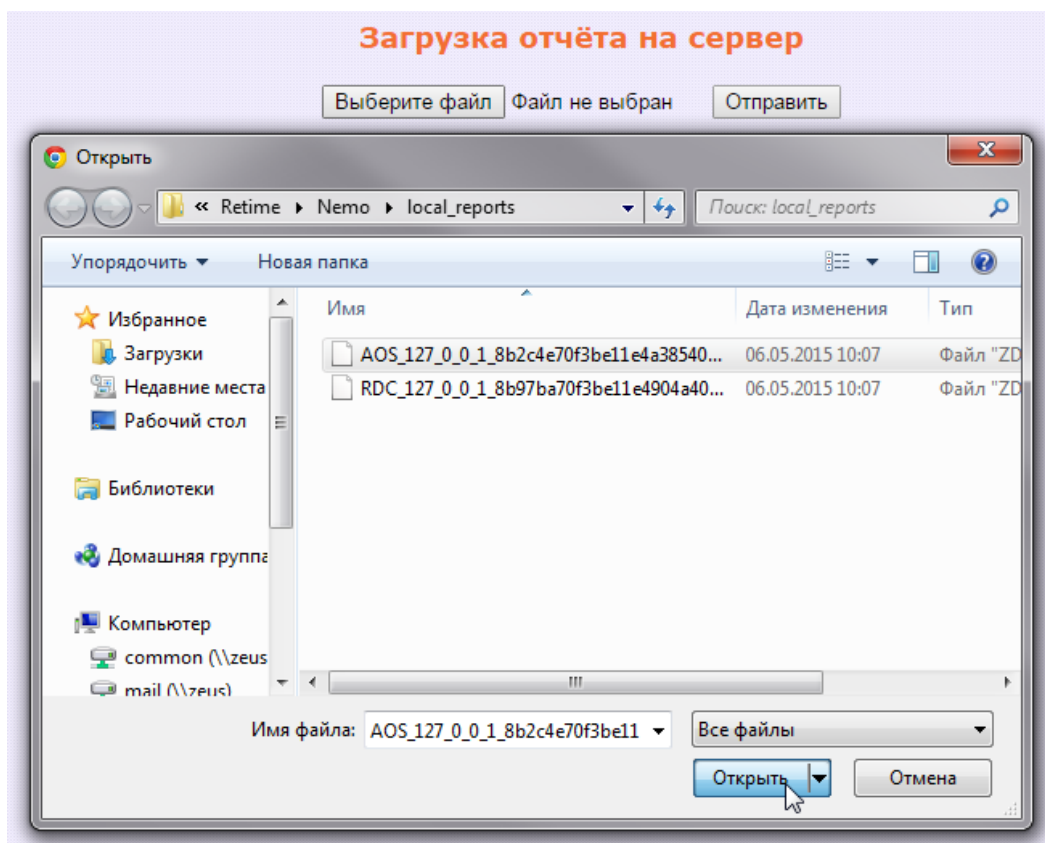 Загрузка отчёта на сервер
Выберите файл Файл не выбран Отправить
Открыть
« Retime Nemo local_reports Поиск: local_reports
Упорядочить Новая папка
Имя Дата изменения Тип
Избранное
Загрузки
Недавние места
Рабочий стол
Библиотеки
Домашняя группа
Компьютер
common (\\zeus
mail (\\zeus)
AOS_127_0_0_1_8b2c4e70f3be11e4a38540... 06.05.2015 10:07 Файл "ZD
RDC_127_0_0_1_8b97ba70f3be11e4904a40... 06.05.2015 10:07 Файл "ZD
Имя файла: AOS_127_0_0_1_8b2c4e70f3be11 Все файлы
Открыть Отмена